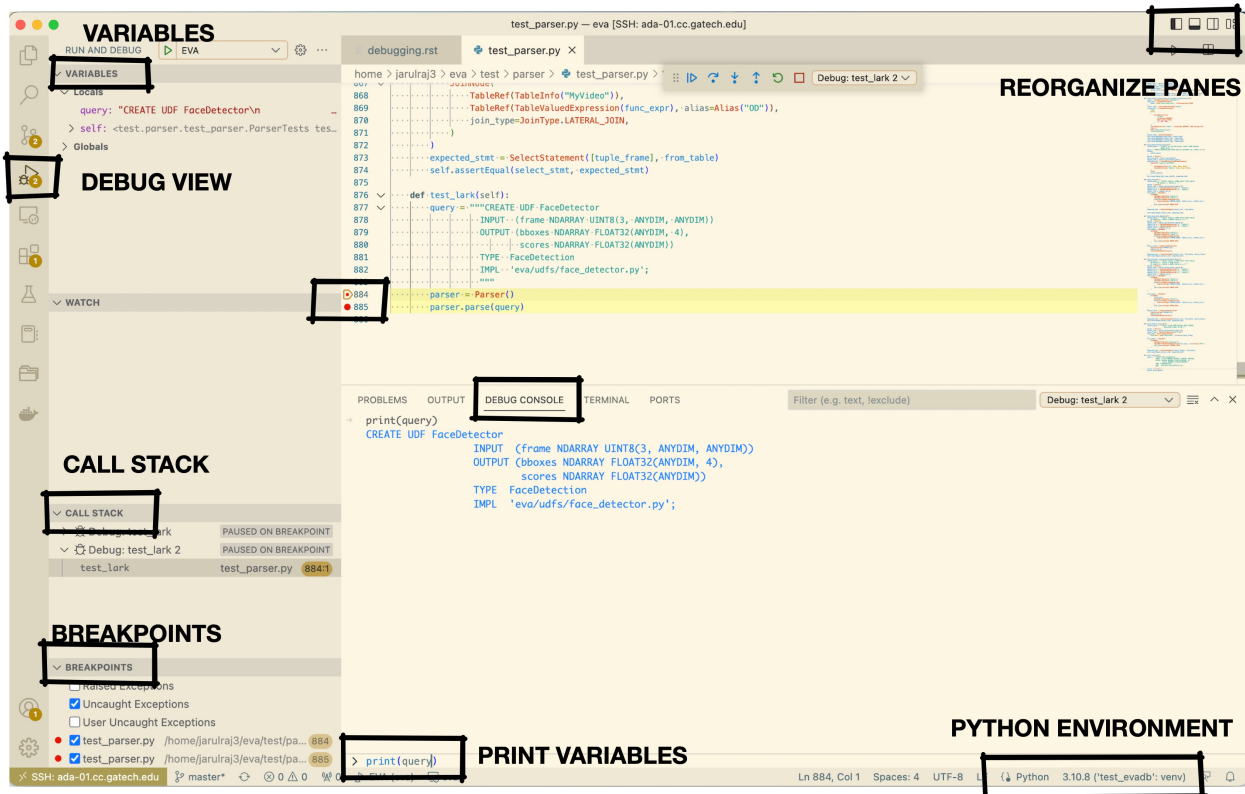 test_parser.py — eva [SSH: ada-01.cc.gatech.edu]
VARIABLES
RUN AND DEBUG EVA
debugging.rst test_parser.py
REORGANIZE PANES
VARIABLES
Locals
query: "CREATE UDF FaceDetector\n
self: <test.parser.test_parser.ParserTests tes…
Globals
DEBUG VIEW
2
2
1
home > jarulraj3 > eva > test > parser > test_parser.py >
Debug: test_lark 2
867 JoinNode(
868 TableRef(TableInfo("MyVideo")),
869 TableRef(TableValuedExpression(func_expr), alias=Alias("OD")),
870 join_type=JoinType.LATERAL_JOIN,
871 )
872 )
873 expected_stmt = SelectStatement([tuple_frame], from_table)
874 self.assertEqual(select_stmt, expected_stmt)
875
876 def test_lark(self):
877 query = """CREATE UDF FaceDetector
878 INPUT (frame NDARRAY UINT8(3, ANYDIM, ANYDIM))
879 OUTPUT (bboxes NDARRAY FLOAT32(ANYDIM, 4),
880 scores NDARRAY FLOAT32(ANYDIM))
881 TYPE FaceDetection
882 IMPL 'eva/udfs/face_detector.py';
"""
884 parser = Parser()
885 parser.parse(query)
WATCH
PROBLEMS OUTPUT DEBUG CONSOLE TERMINAL PORTS
Filter (e.g. text, !exclude)
Debug: test_lark 2
print(query)
CREATE UDF FaceDetector
INPUT (frame NDARRAY UINT8(3, ANYDIM, ANYDIM))
OUTPUT (bboxes NDARRAY FLOAT32(ANYDIM, 4),
scores NDARRAY FLOAT32(ANYDIM))
TYPE FaceDetection
IMPL 'eva/udfs/face_detector.py';
CALL STACK
CALL STACK
Debug: test_lark PAUSED ON BREAKPOINT
Debug: test_lark 2 PAUSED ON BREAKPOINT
test_lark test_parser.py 884:1
BREAKPOINTS
BREAKPOINTS
Raised Exceptions
Uncaught Exceptions
User Uncaught Exceptions
test_parser.py /home/jarulraj3/eva/test/pa… 884
test_parser.py /home/jarulraj3/eva/test/pa… 885
1
> print(query)
PRINT VARIABLES
PYTHON ENVIRONMENT
SSH: ada-01.cc.gatech.edu master* 0 0
Ln 884, Col 1 Spaces: 4 UTF-8 Python 3.10.8 ('test_evadb': venv)